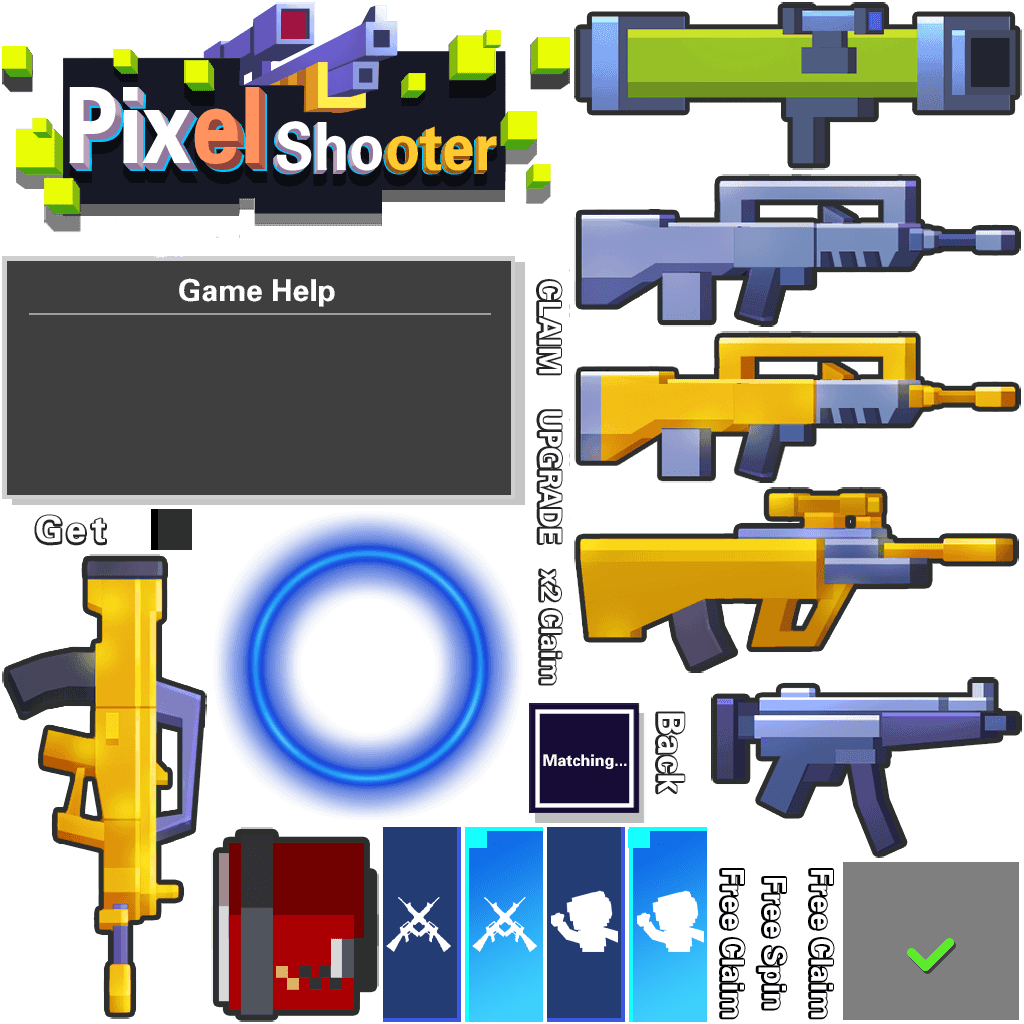 Pixel Shooter
Game Help
CLAIM
UPGRADE
Get
x2 Claim
Matching...
Back
Free Claim
Free Spin
Free Claim